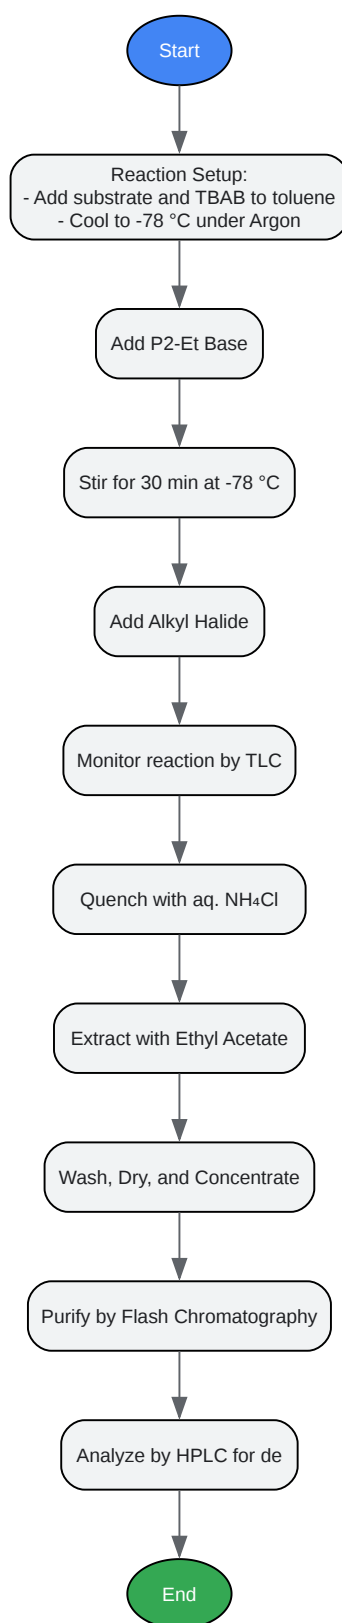 Start
Reaction Setup:
- Add substrate and TBAB to toluene
- Cool to -78 °C under Argon
Add P2-Et Base
Stir for 30 min at -78 °C
Add Alkyl Halide
Monitor reaction by TLC
Quench with aq. NH₄Cl
Extract with Ethyl Acetate
Wash, Dry, and Concentrate
Purify by Flash Chromatography
Analyze by HPLC for de
End